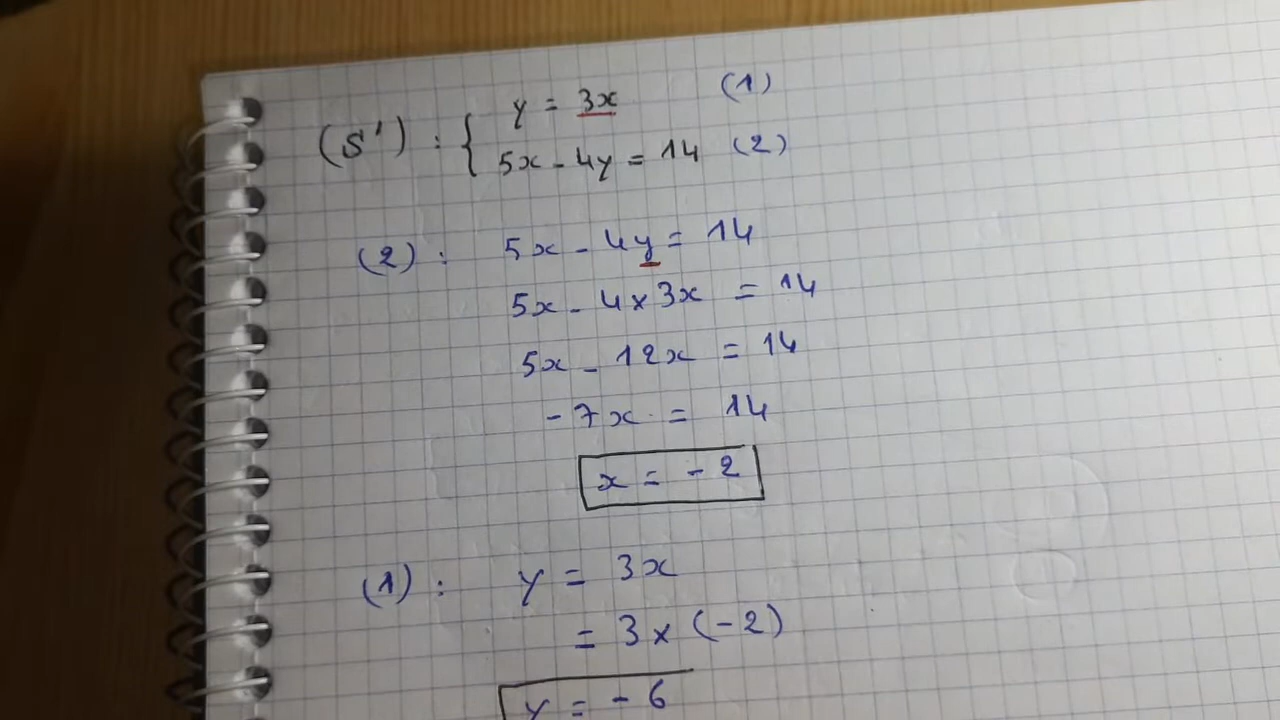 (S') : { y = 3x (1)
5x - 4y = 14 (2)
(2) : 5x - 4y = 14
5x - 4 × 3x = 14
5x - 12x = 14
- 7x = 14
x = - 2
(1) : y = 3x
= 3 × (-2)
y = - 6